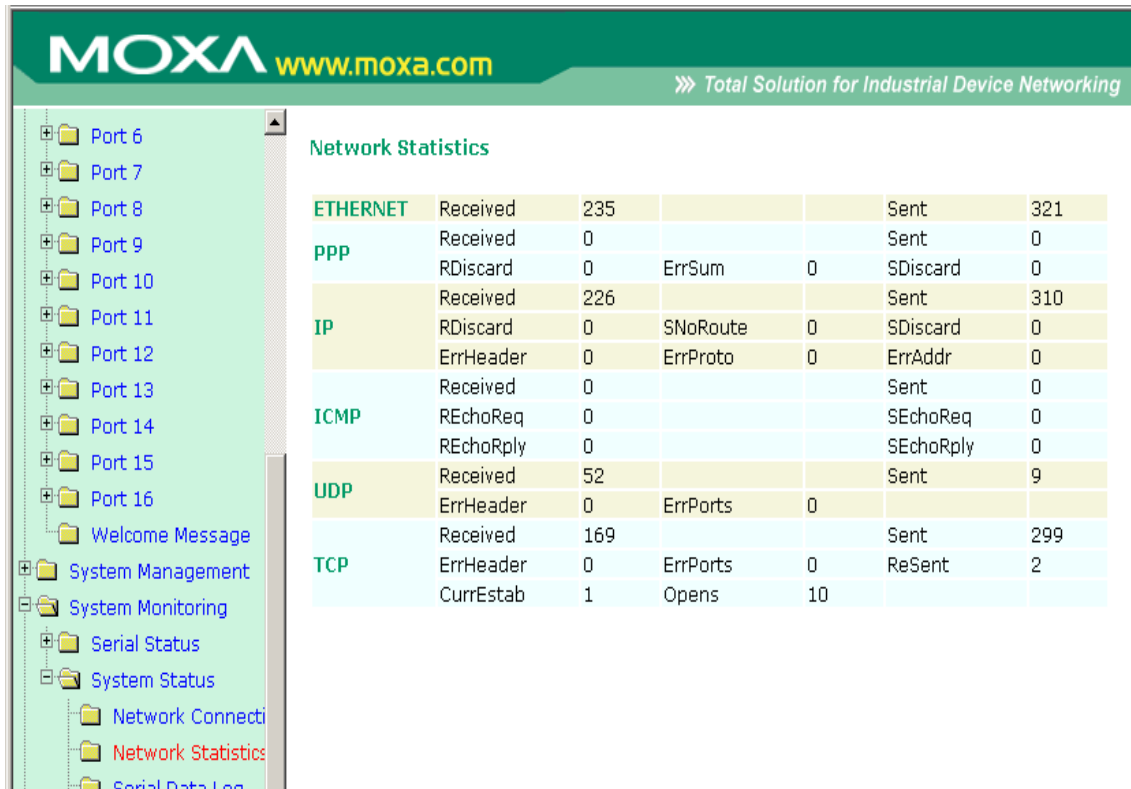 MOXA www.moxa.com
Total Solution for Industrial Device Networking
Port 6
Port 7
Port 8
Port 9
Port 10
Port 11
Port 12
Port 13
Port 14
Port 15
Port 16
Welcome Message
System Management
System Monitoring
Serial Status
System Status
Network Connecti
Network Statistics
Serial Data Log
Network Statistics
ETHERNET Received 235 Sent 321
PPP Received 0 Sent 0
RDiscard 0 ErrSum 0 SDiscard 0
IP Received 226 Sent 310
RDiscard 0 SNoRoute 0 SDiscard 0
ErrHeader 0 ErrProto 0 ErrAddr 0
ICMP Received 0 Sent 0
REchoReq 0 SEchoReq 0
REchoRply 0 SEchoRply 0
UDP Received 52 Sent 9
ErrHeader 0 ErrPorts 0
TCP Received 169 Sent 299
ErrHeader 0 ErrPorts 0 ReSent 2
CurrEstab 1 Opens 10